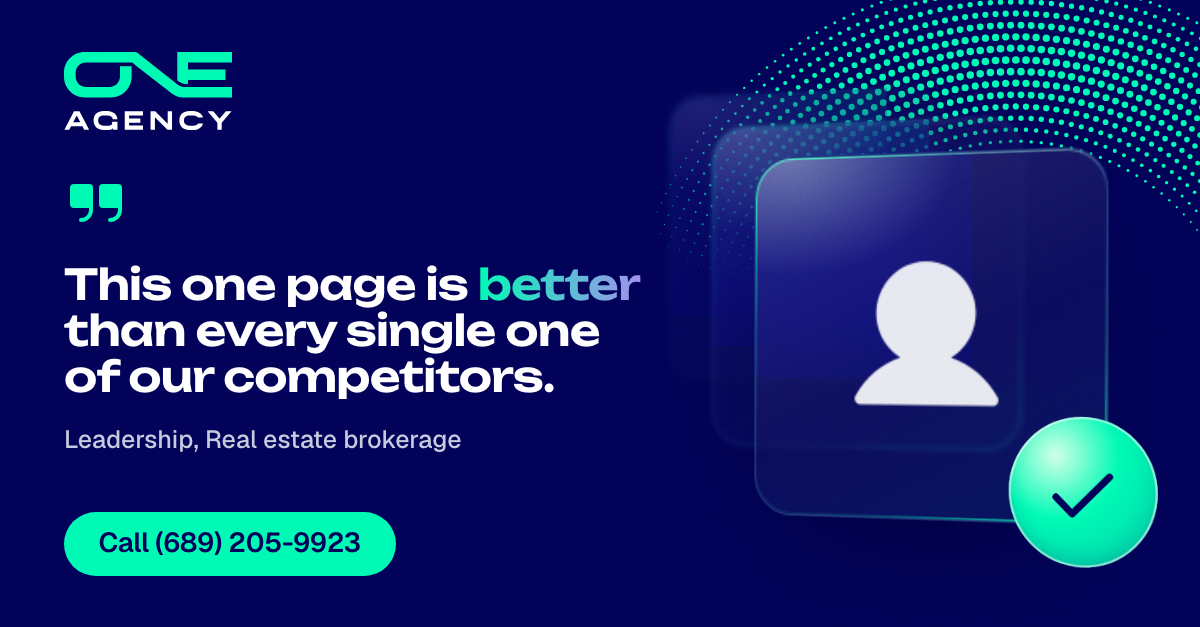 ONE
AGENCY
”
This one page is better
than every single one
of our competitors.
Leadership, Real estate brokerage
Call (689) 205-9923